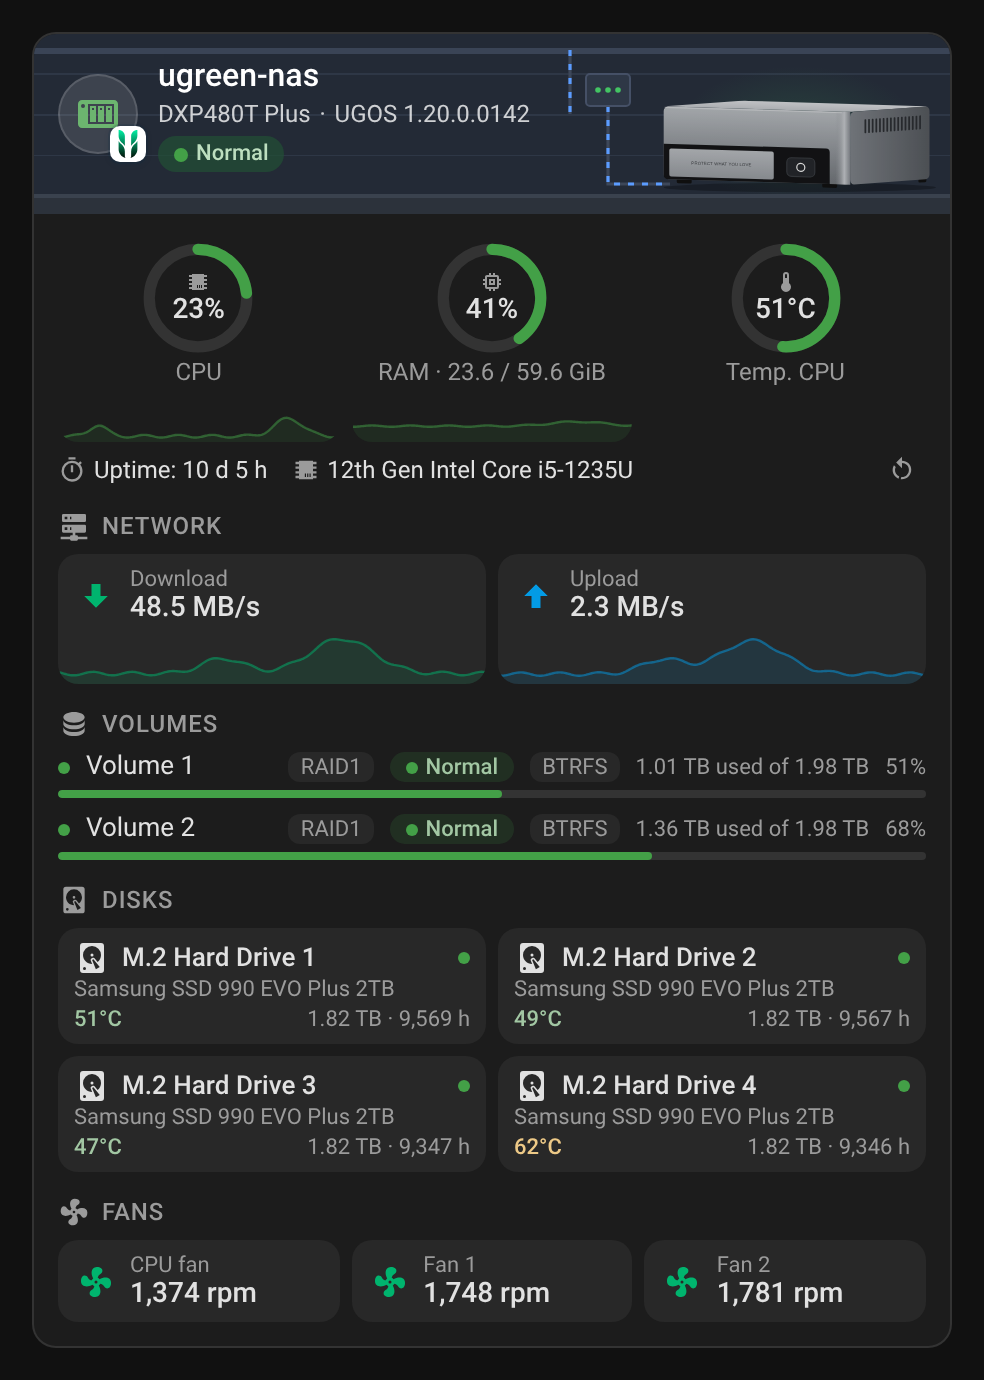 ugreen-nas
DXP480T Plus · UGOS 1.20.0.0142
Normal
PROTECT WHAT YOU LOVE
23%
41%
51°C
CPU
RAM · 23.6 / 59.6 GiB
Temp. CPU
Uptime: 10 d 5 h
12th Gen Intel Core i5-1235U
NETWORK
Download
48.5 MB/s
Upload
2.3 MB/s
VOLUMES
Volume 1 RAID1 Normal BTRFS 1.01 TB used of 1.98 TB 51%
Volume 2 RAID1 Normal BTRFS 1.36 TB used of 1.98 TB 68%
DISKS
M.2 Hard Drive 1
Samsung SSD 990 EVO Plus 2TB
51°C 1.82 TB · 9,569 h
M.2 Hard Drive 2
Samsung SSD 990 EVO Plus 2TB
49°C 1.82 TB · 9,567 h
M.2 Hard Drive 3
Samsung SSD 990 EVO Plus 2TB
47°C 1.82 TB · 9,347 h
M.2 Hard Drive 4
Samsung SSD 990 EVO Plus 2TB
62°C 1.82 TB · 9,346 h
FANS
CPU fan
1,374 rpm
Fan 1
1,748 rpm
Fan 2
1,781 rpm